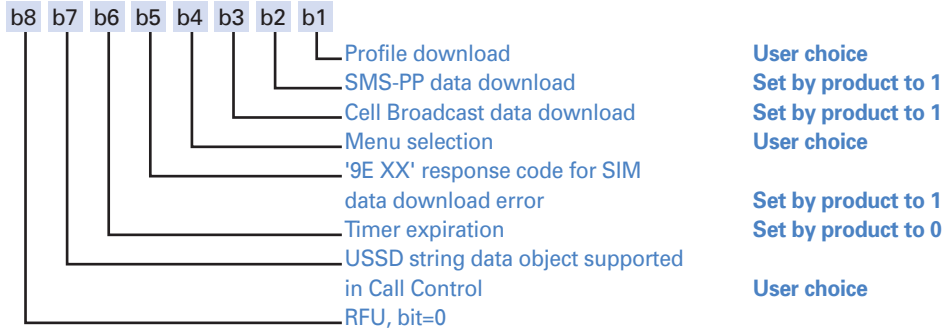 b8 b7 b6 b5 b4 b3 b2 b1
Profile download User choice
SMS-PP data download Set by product to 1
Cell Broadcast data download Set by product to 1
Menu selection User choice
'9E XX' response code for SIM
data download error Set by product to 1
Timer expiration Set by product to 0
USSD string data object supported
in Call Control User choice
RFU, bit=0